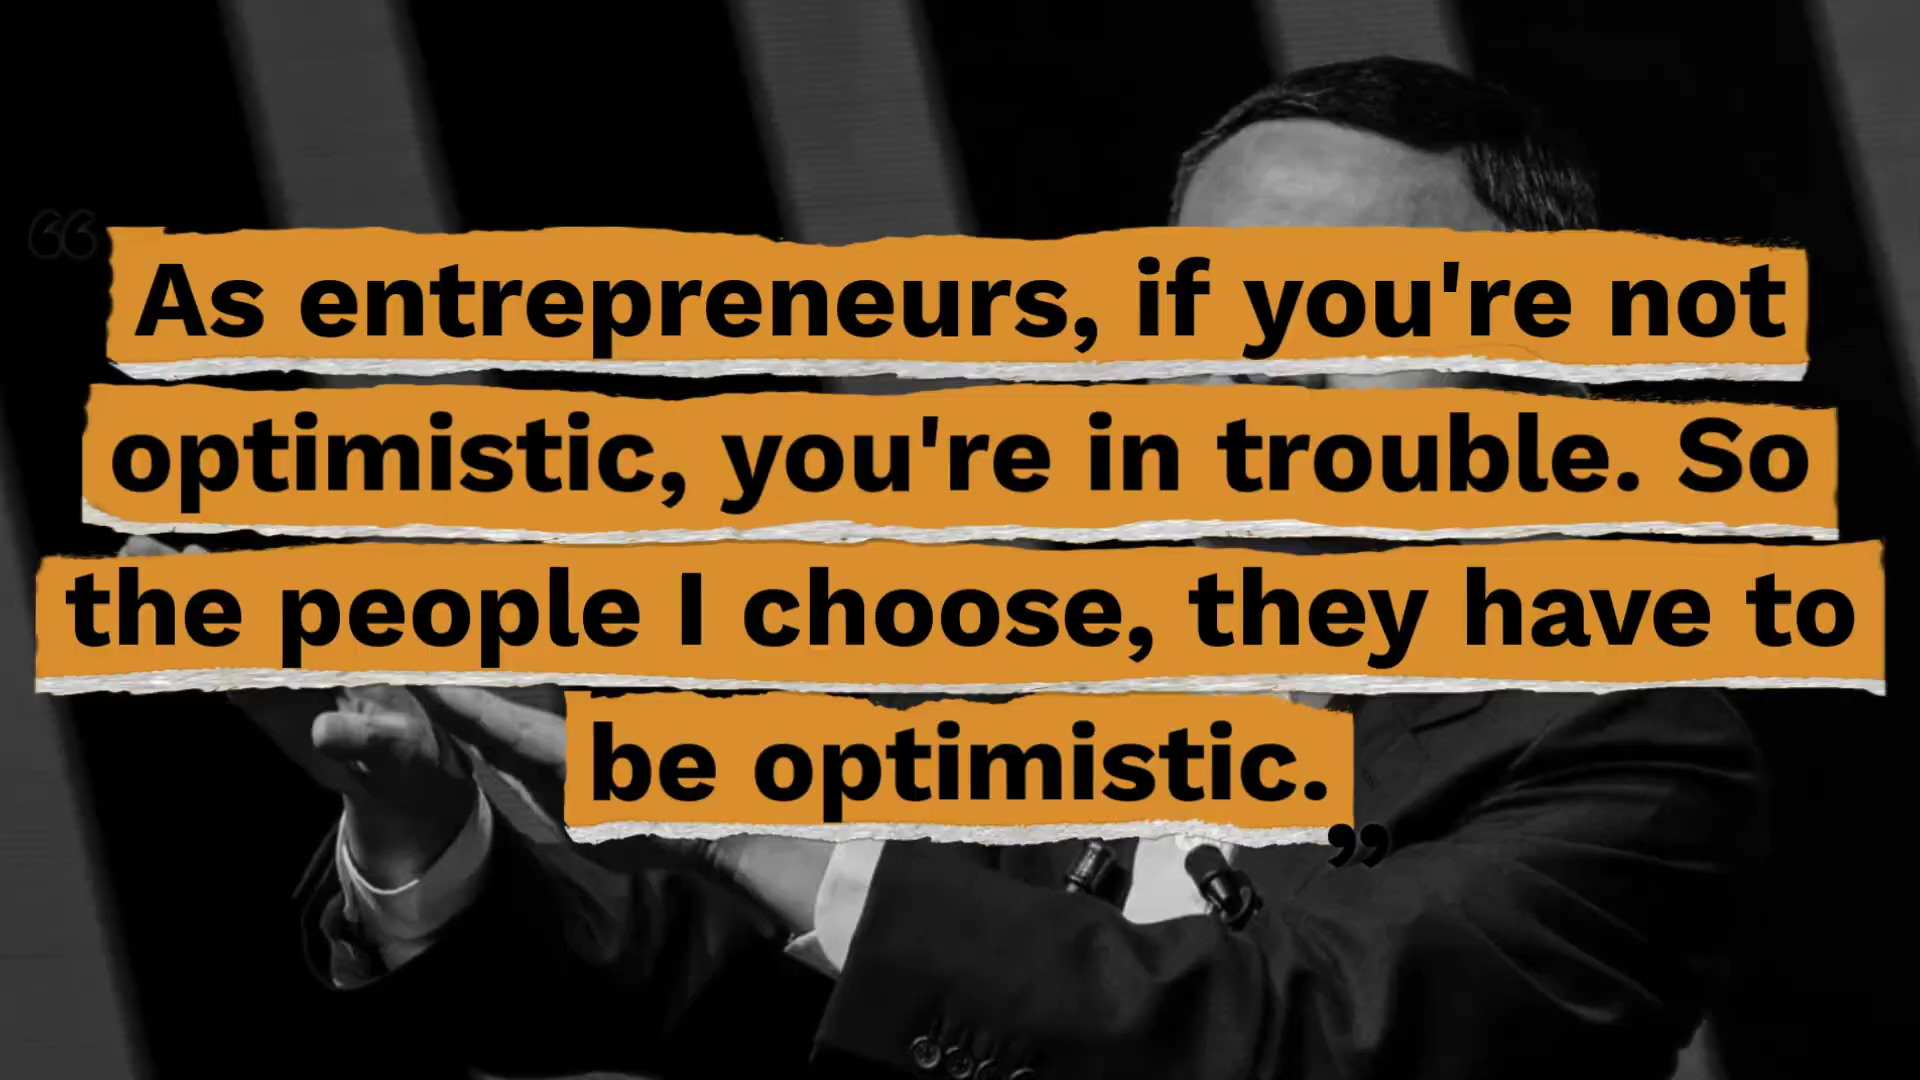 “As entrepreneurs, if you're not
optimistic, you're in trouble. So
the people I choose, they have to
be optimistic.”